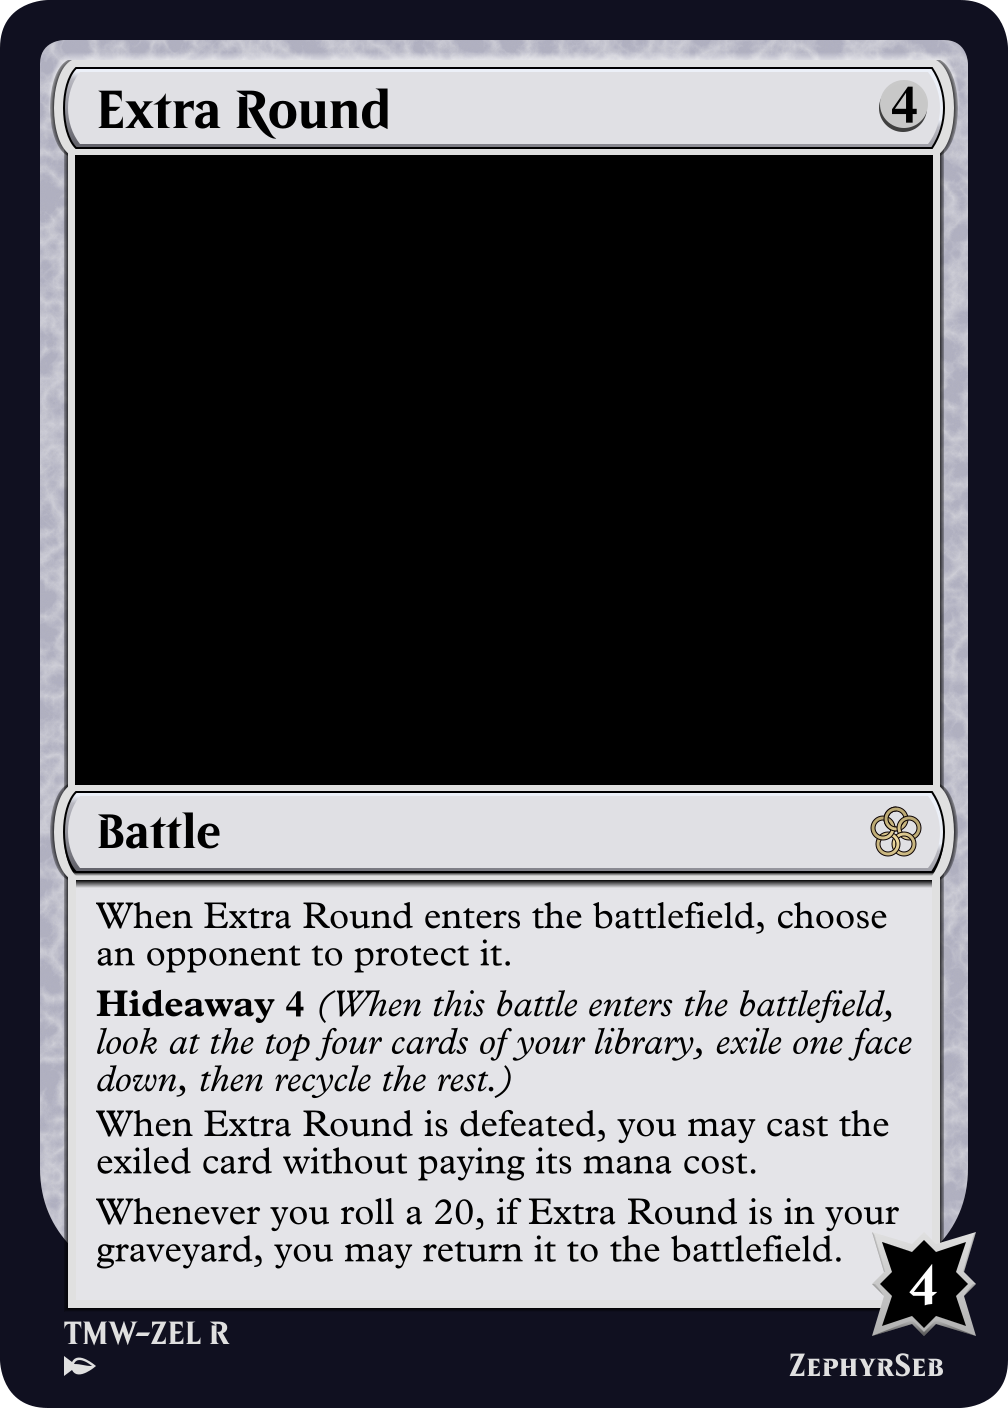 Extra Round
4
Battle
When Extra Round enters the battlefield, choose
an opponent to protect it.
Hideaway 4 (When this battle enters the battlefield,
look at the top four cards of your library, exile one face
down, then recycle the rest.)
When Extra Round is defeated, you may cast the
exiled card without paying its mana cost.
Whenever you roll a 20, if Extra Round is in your
graveyard, you may return it to the battlefield.
4
TMW-ZEL R
ZephyrSeb